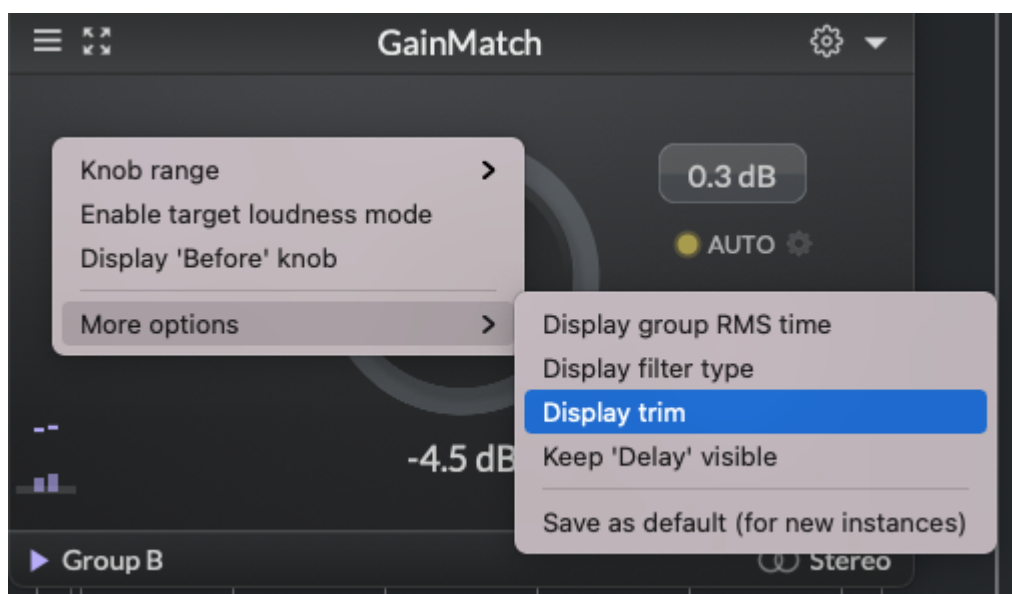 GainMatch
Knob range
Enable target loudness mode
Display 'Before' knob
More options
0.3 dB
AUTO
Display group RMS time
Display filter type
Display trim
Keep 'Delay' visible
Save as default (for new instances)
--
-4.5 dB
Group B
Stereo